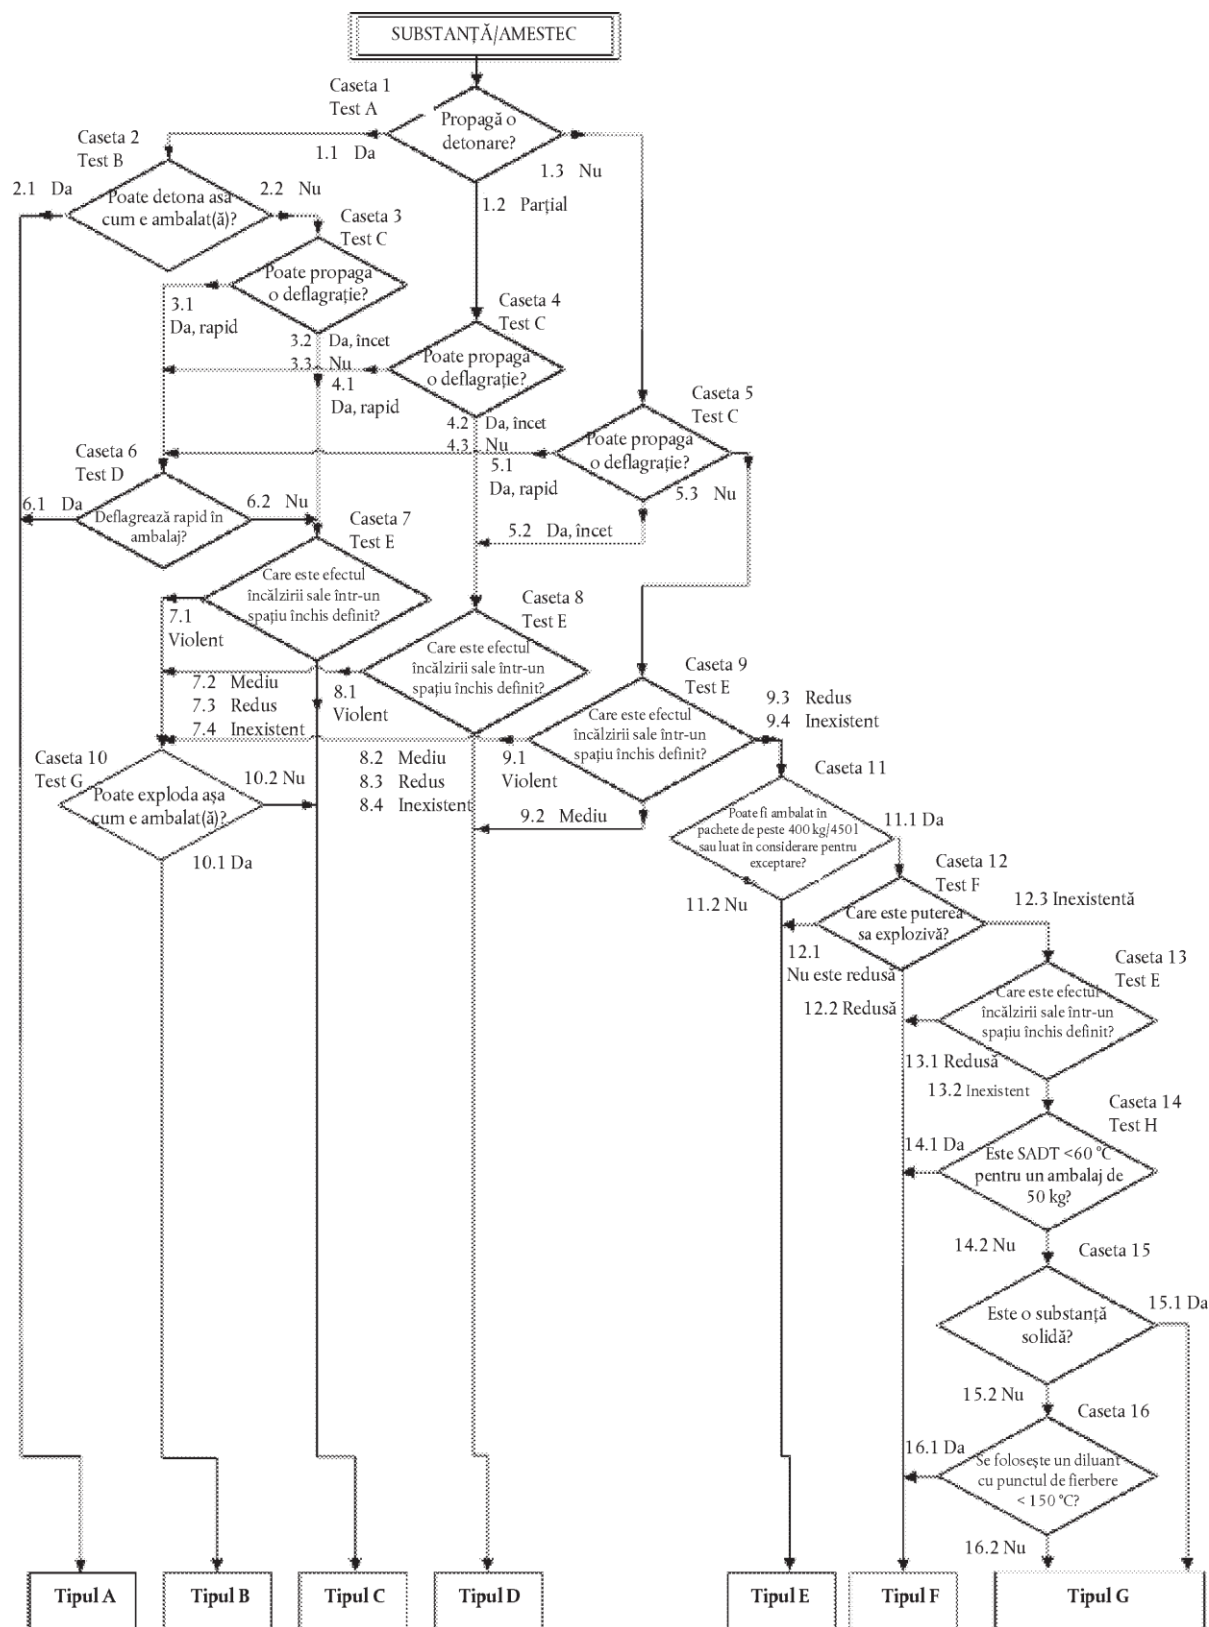 SUBSTANȚĂ/AMESTEC
Caseta 1
Test A
Propagă o
detonare?
1.1 Da
1.3 Nu
1.2 Parțial
Caseta 2
Test B
2.1 Da
Poate detona asa
cum e ambalat(ă)?
2.2 Nu
Caseta 3
Test C
Poate propaga
o deflagrație?
3.1
Da, rapid
3.2 Da, încet
3.3 Nu
Caseta 4
Test C
Poate propaga
o deflagrație?
4.1
Da, rapid
4.2 Da, încet
4.3 Nu
Caseta 5
Test C
Poate propaga
o deflagrație?
5.1
Da, rapid
5.3 Nu
5.2 Da, încet
Caseta 6
Test D
6.1 Da
Deflagrează rapid în
ambalaj?
6.2 Nu
Caseta 7
Test E
Care este efectul
încălzirii sale într-un
spațiu închis definit?
7.1
Violent
7.2 Mediu
7.3 Redus
7.4 Inexistent
Caseta 8
Test E
Care este efectul
încălzirii sale într-un
spațiu închis definit?
8.1
Violent
8.2 Mediu
8.3 Redus
8.4 Inexistent
Caseta 9
Test E
Care este efectul
încălzirii sale într-un
spațiu închis definit?
9.1
Violent
9.2 Mediu
9.3 Redus
9.4 Inexistent
Caseta 10
Test G
Poate exploda așa
cum e ambalat(ă)?
10.2 Nu
10.1 Da
Caseta 11
Poate fi ambalat în
pachete de peste 400 kg/450 l
sau luat în considerare pentru
exceptare?
11.1 Da
11.2 Nu
Caseta 12
Test F
Care este puterea
sa explozivă?
12.1
Nu este redusă
12.2 Redusă
12.3 Inexistentă
Caseta 13
Test E
Care este efectul
încălzirii sale într-un
spațiu închis definit?
13.1 Redusă
13.2 Inexistent
Caseta 14
Test H
14.1 Da
Este SADT <60 °C
pentru un ambalaj de
50 kg?
14.2 Nu
Caseta 15
Este o substanță
solidă?
15.1 Da
15.2 Nu
Caseta 16
16.1 Da
Se folosește un diluant
cu punctul de fierbere
< 150 °C?
16.2 Nu
Tipul A
Tipul B
Tipul C
Tipul D
Tipul E
Tipul F
Tipul G